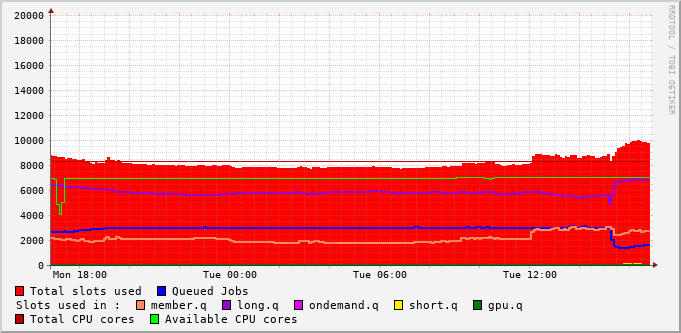 20000
18000
16000
14000
12000
10000
8000
6000
4000
2000
0
Mon 18:00 Tue 00:00 Tue 06:00 Tue 12:00
Total slots used Queued Jobs
Slots used in : member.q long.q ondemand.q short.q gpu.q
Total CPU cores Available CPU cores
RRDTOOL / TOBI OETIKER